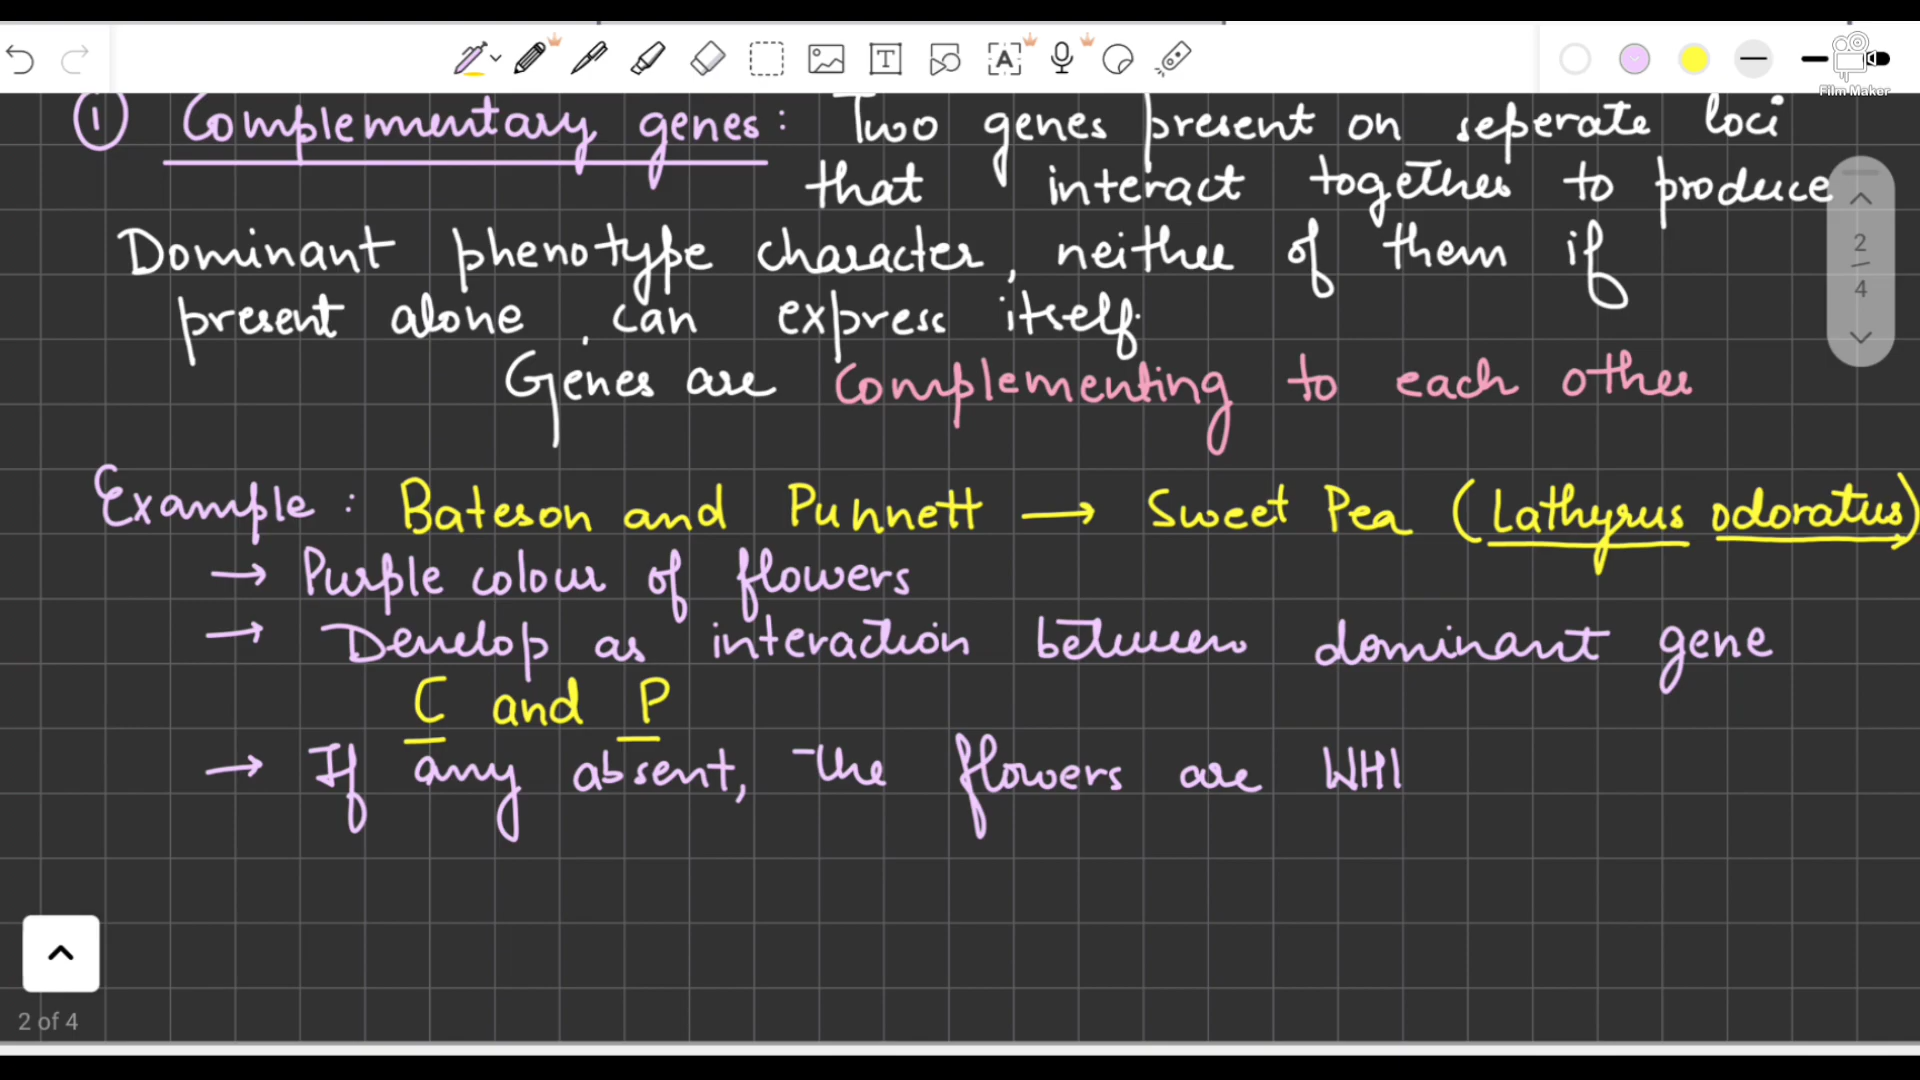 Film Maker
① Complementary genes: Two genes present on seperate loci
that interact together to produce
Dominant phenotype character, neither of them if
present alone, can express itself.
Genes are complementing to each other
2
4
Example: Bateson and Punnett → Sweet Pea (Lathyrus odoratus)
→ Purple colour of flowers
→ Develop as interaction between dominant gene
C and P
→ If any absent, the flowers are WHI
2 of 4